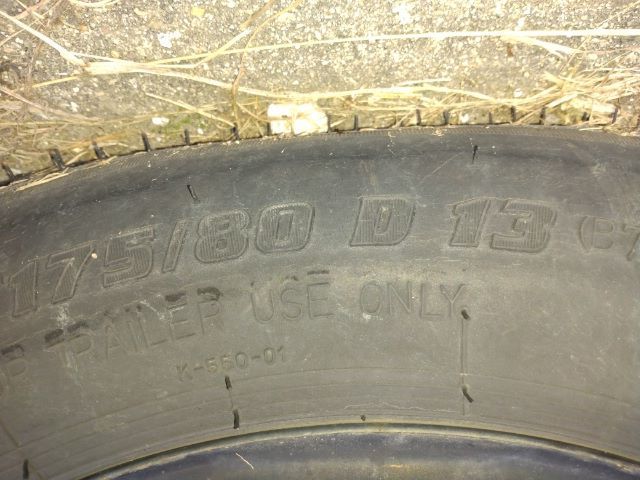 175/80 D 13
TRAILER USE ONLY
K-550-01